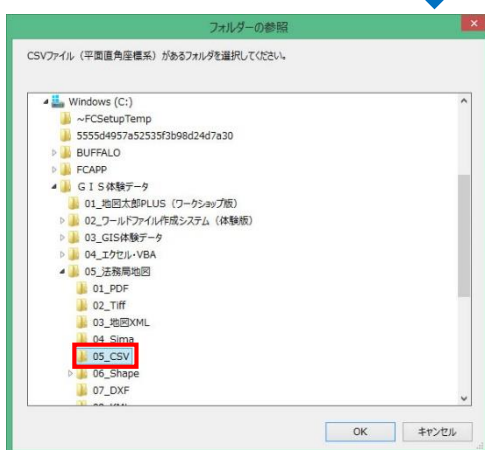 フォルダーの参照
CSVファイル（平面直角座標系）があるフォルダを選択してください。
Windows (C:)
~FCSetupTemp
5555d4957a52535f3b98d24d7a30
BUFFALO
FCAPP
ＧＩＳ体験データ
01_地図太郎PLUS（ワークショップ版）
02_ワールドファイル作成システム（体験版）
03_GIS体験データ
04_エクセル・VBA
05_法務局地図
01_PDF
02_Tiff
03_地図XML
04_Sima
05_CSV
06_Shape
07_DXF
OK
キャンセル